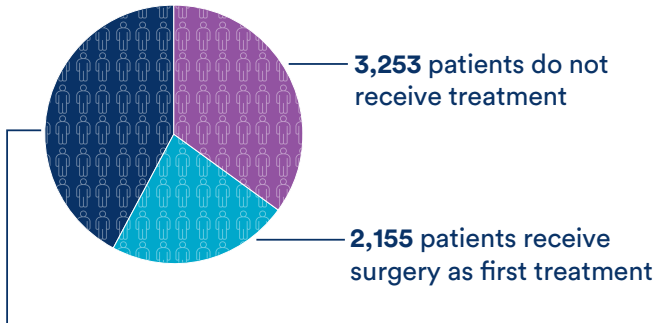 3,253 patients do not
receive treatment
2,155 patients receive
surgery as first treatment